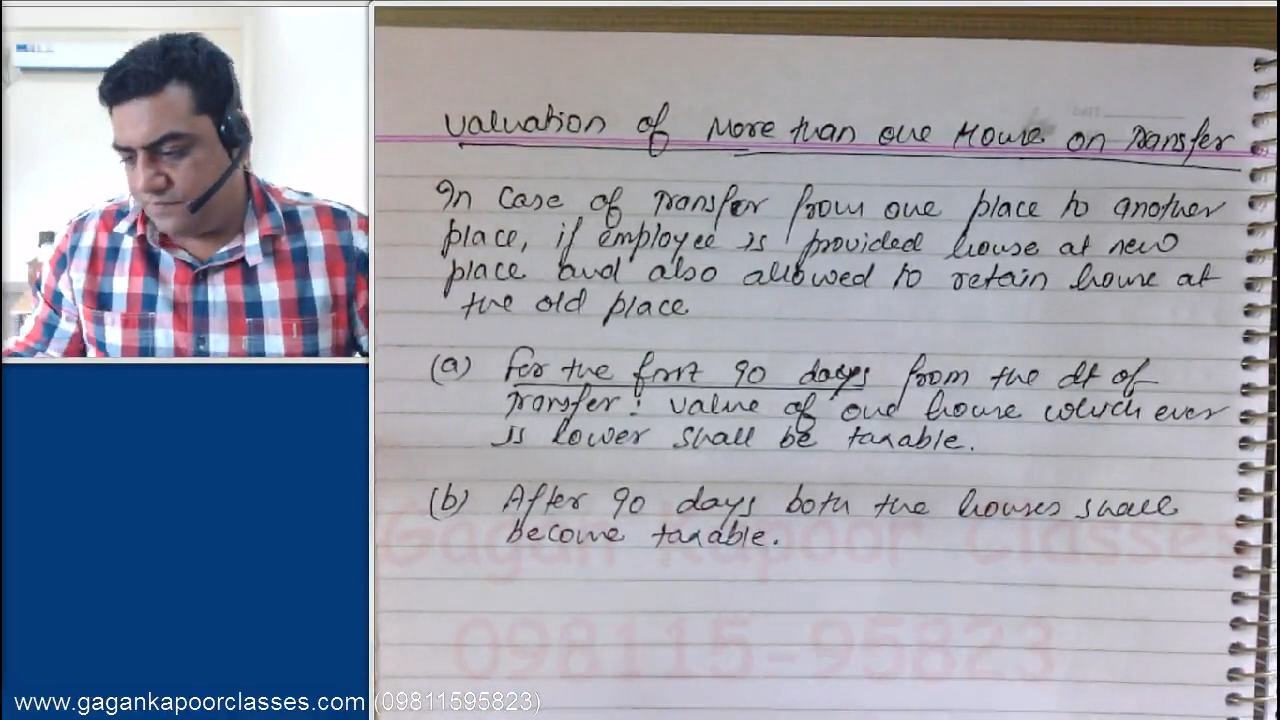 Valuation of More than one House on Transfer
In case of Transfer from one place to another
place, if employee is provided house at new
place and also allowed to retain house at
the old place
(a) For the first 90 days from the dt of
Transfer: value of one house which ever
is lower shall be taxable.
(b) After 90 days both the houses shall
become taxable.
Gagan Kapoor Classes
098115-95823
www.gagankapoorclasses.com (09811595823)